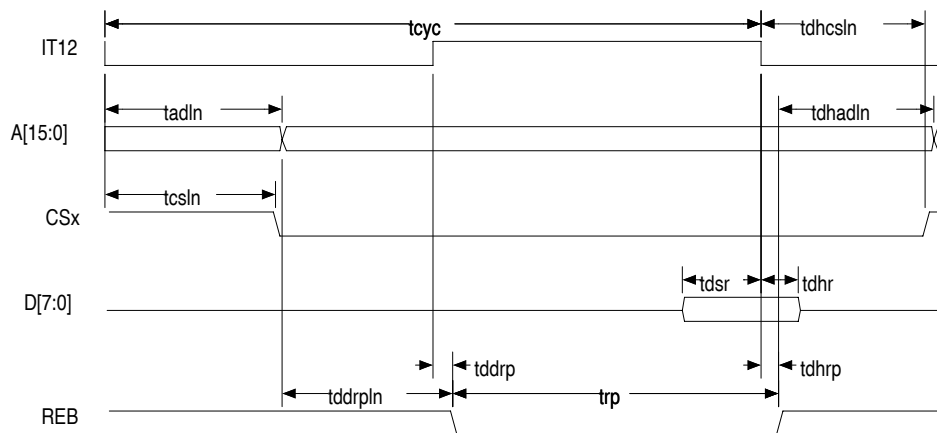 tcyc
tdhcsln
IT12
tadln
tdhadln
A[15:0]
tcsln
CSx
tdsr
tdhr
D[7:0]
tddrp
tdhrp
tddrpln
trp
REB